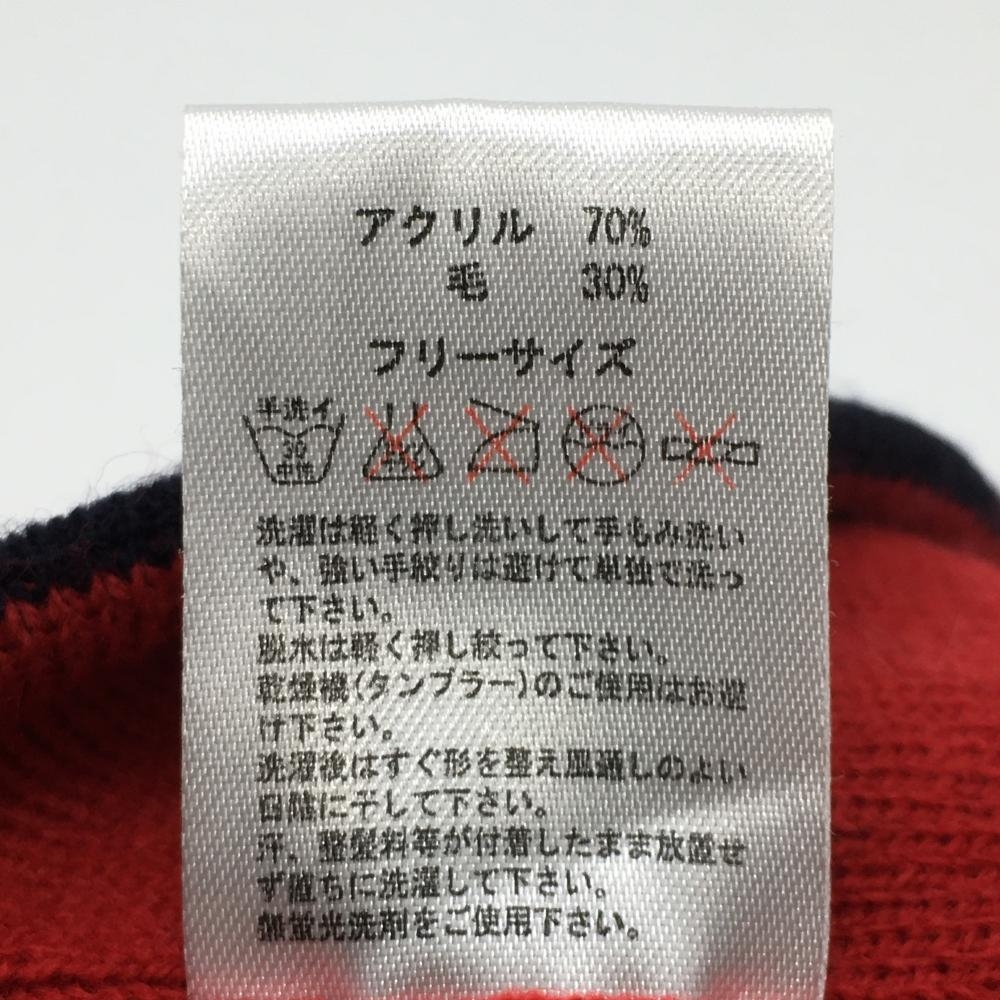 アクリル 70%
毛 30%
フリーサイズ
手洗イ
30
中性
洗濯は軽く押し洗いして手もみ洗い
や、強い手絞りは避けて単独で洗っ
て下さい。
脱水は軽く押し絞って下さい。
乾燥機(タンブラー)のご使用はお避
け下さい。
洗濯後はすぐ形を整え風通しのよい
日陰に干して下さい。
汗、整髪料等が付着したまま放置せ
ず直ちに洗濯して下さい。
無蛍光洗剤をご使用下さい。